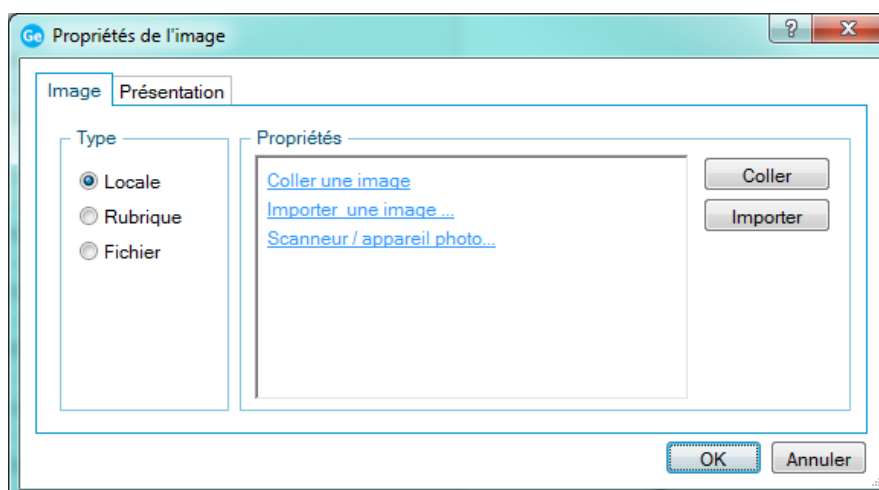 Ge Propriétés de l'image ?
Image Présentation
Type
Locale
Rubrique
Fichier
Propriétés
Coller une image
Importer une image ...
Scanneur / appareil photo...
Coller
Importer
OK Annuler